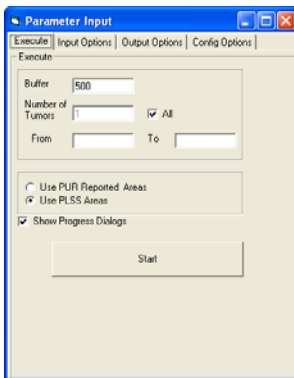 Parameter Input
Execute Input Options Output Options Config Options
Execute
Buffer 500
Number of
Tumors 1 All
From To
Use PUR Reported Areas
Use PLSS Areas
Show Progress Dialogs
Start